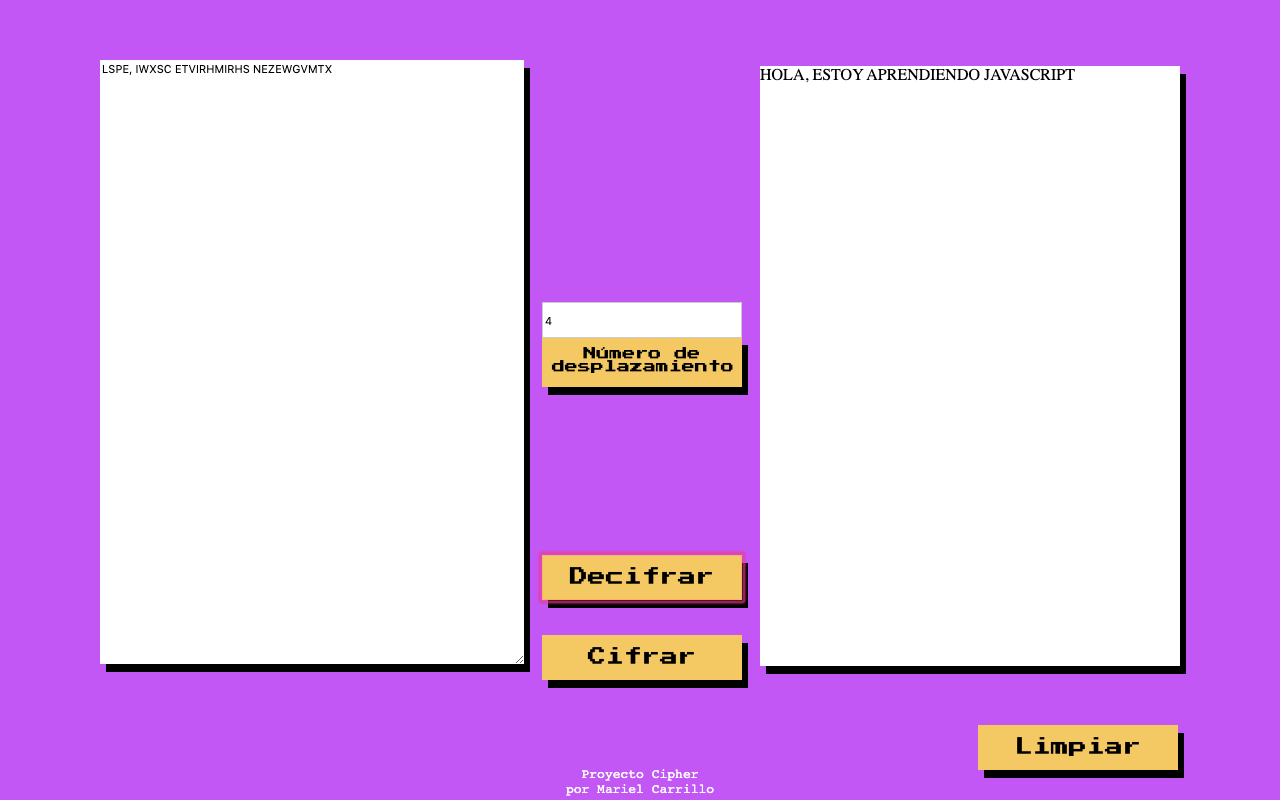 LSPE, IWXSC ETVIRHMIRHS NEZEWGVMTX
HOLA, ESTOY APRENDIENDO JAVASCRIPT
4
Número de
desplazamiento
Decifrar
Cifrar
Limpiar
Proyecto Cipher
por Mariel Carrillo